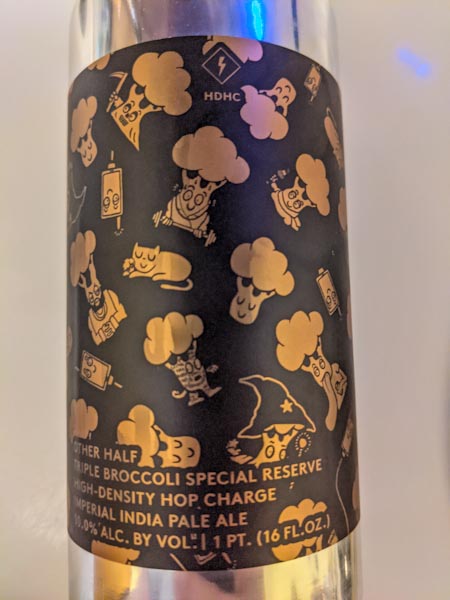 HDHC
OTHER HALF
TRIPLE BROCCOLI SPECIAL RESERVE
HIGH-DENSITY HOP CHARGE
IMPERIAL INDIA PALE ALE
10.0% ALC. BY VOL. | 1 PT. (16 FL.OZ.)